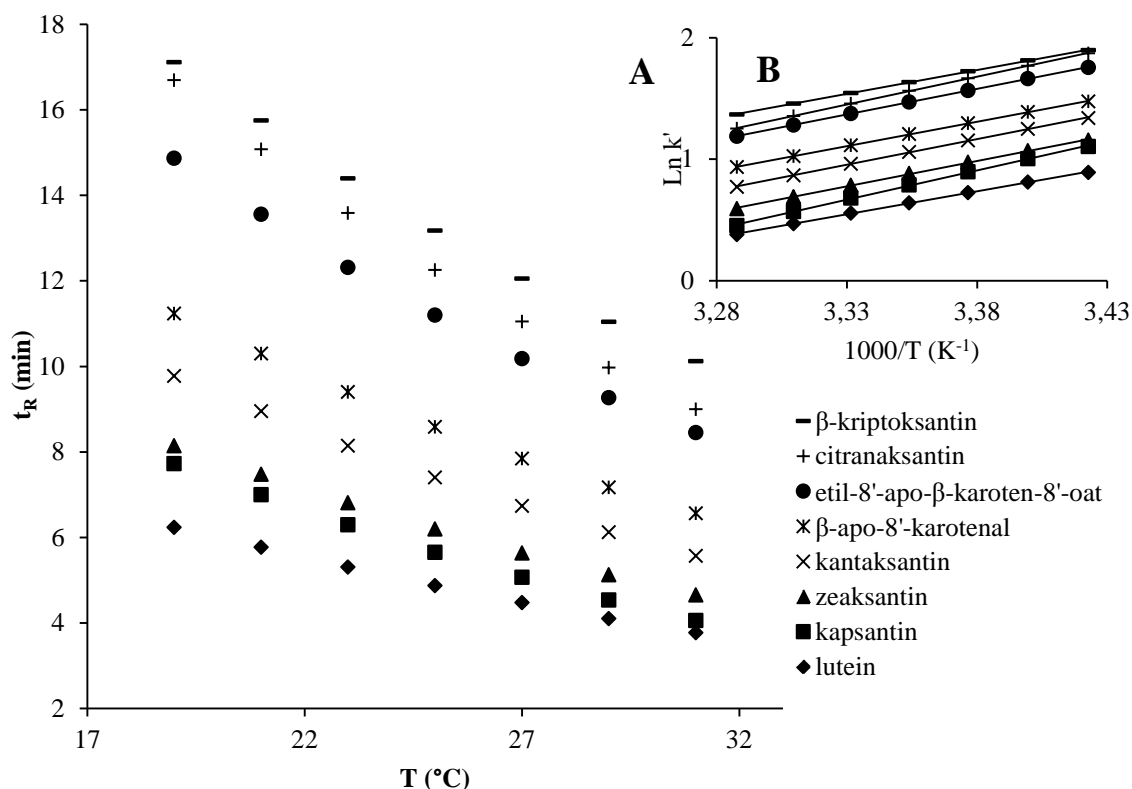 18
16
14
12
10
8
6
4
2
t_R (min)
17
22
27
32
T (°C)
A
B
2
1
0
Ln k'
3,28
3,33
3,38
3,43
1000/T (K⁻¹)
β-kriptoksantin
citranaksantin
etil-8'-apo-β-karoten-8'-oat
β-apo-8'-karotenal
kantaksantin
zeaksantin
kapsantin
lutein